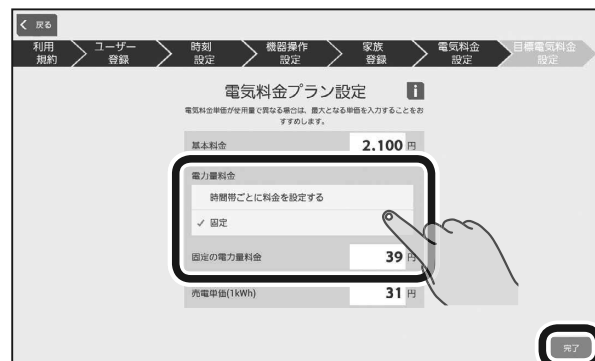 戻る
利用
規約
ユーザー
登録
時刻
設定
機器操作
設定
家族
登録
電気料金
設定
目標電気料金
設定
電気料金プラン設定
電気料金単価が使用量で異なる場合は、最大となる単価を入力することをお
すすめします。
基本料金 2,100 円
電力量料金
時間帯ごとに料金を設定する
✓ 固定
固定の電力量料金 39 円
売電単価(1kWh) 31 円
完了